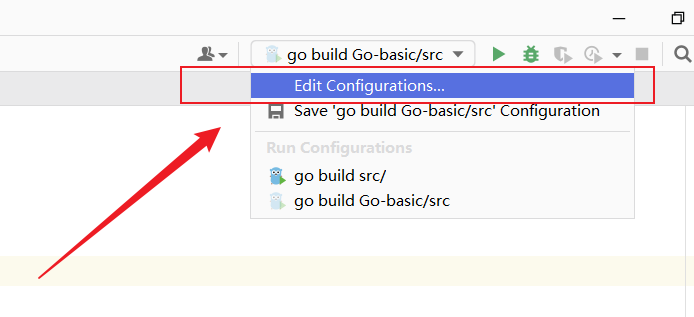 go build Go-basic/src
Edit Configurations...
Save 'go build Go-basic/src' Configuration
Run Configurations
go build src/
go build Go-basic/src